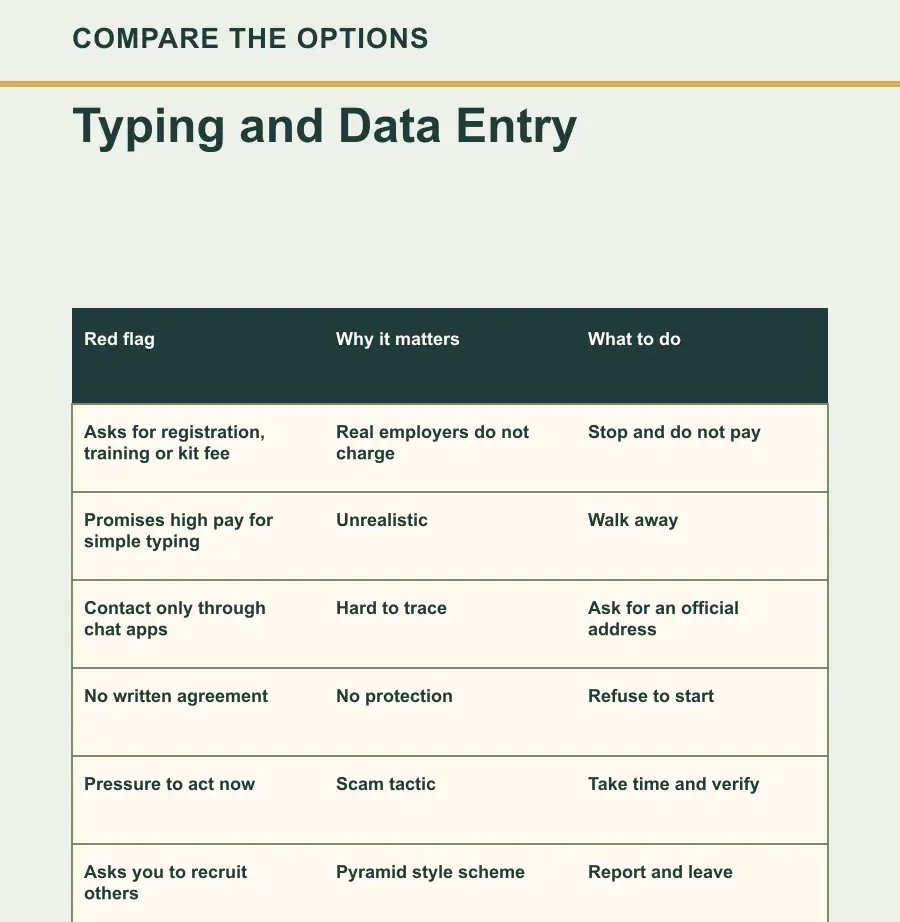 COMPARE THE OPTIONS
Typing and Data Entry
Red flag
Why it matters
What to do
Asks for registration,
training or kit fee
Real employers do not
charge
Stop and do not pay
Promises high pay for
simple typing
Unrealistic
Walk away
Contact only through
chat apps
Hard to trace
Ask for an official
address
No written agreement
No protection
Refuse to start
Pressure to act now
Scam tactic
Take time and verify
Asks you to recruit
others
Pyramid style scheme
Report and leave